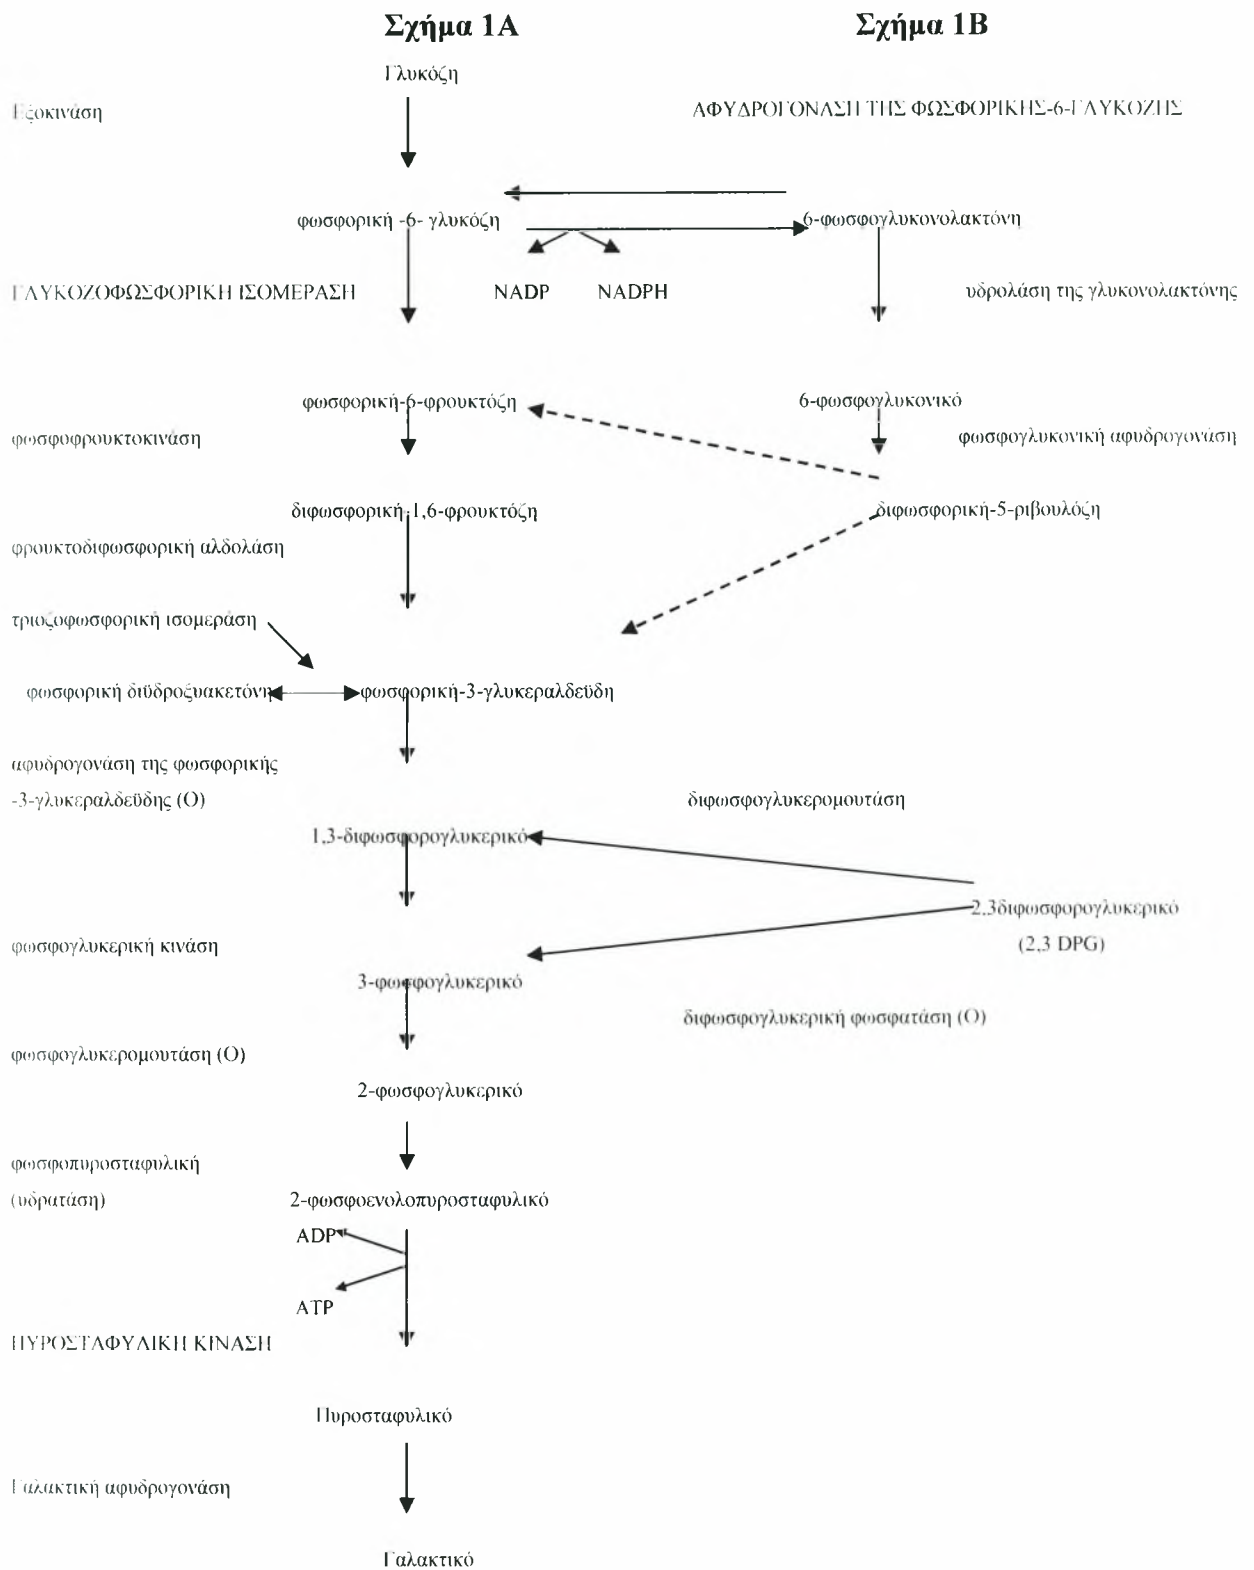 Σχήμα 1Α
Σχήμα 1Β
Γλυκόζη
Εξοκινάση
ΑΦΥΔΡΟΓΟΝΑΣΗ ΤΗΣ ΦΩΣΦΟΡΙΚΗΣ-6-ΓΛΥΚΟΖΗΣ
φωσφορική -6- γλυκόζη
6-φωσφογλυκονολακτόνη
ΓΛΥΚΟΖΟΦΩΣΦΟΡΙΚΗ ΙΣΟΜΕΡΑΣΗ
NADP
NADPH
υδρολάση της γλυκονολακτόνης
φωσφορική-6-φρουκτόζη
6-φωσφογλυκονικό
φωσφοφρουκτοκινάση
φωσφογλυκονική αφυδρογονάση
διφωσφορική-1,6-φρουκτόζη
διφωσφορική-5-ριβουλόζη
φρουκτοδιφωσφορική αλδολάση
τριοζοφωσφορική ισομεράση
φωσφορική διϋδροξυακετόνη
φωσφορική-3-γλυκεραλδεϋδη
αφυδρογονάση της φωσφορικής
-3-γλυκεραλδεϋδης (Ο)
διφωσφογλυκερομουτάση
1,3-διφωσφορογλυκερικό
2,3διφωσφορογλυκερικό
(2,3 DPG)
φωσφογλυκερική κινάση
3-φωσφογλυκερικό
διφωσφογλυκερική φωσφατάση (Ο)
φωσφογλυκερομουτάση (Ο)
2-φωσφογλυκερικό
φωσφοπυροσταφυλική
(υδρατάση)
2-φωσφοενολοπυροσταφυλικό
ADP
ATP
ΠΥΡΟΣΤΑΦΥΛΙΚΗ ΚΙΝΑΣΗ
Πυροσταφυλικό
Γαλακτική αφυδρογονάση
Γαλακτικό